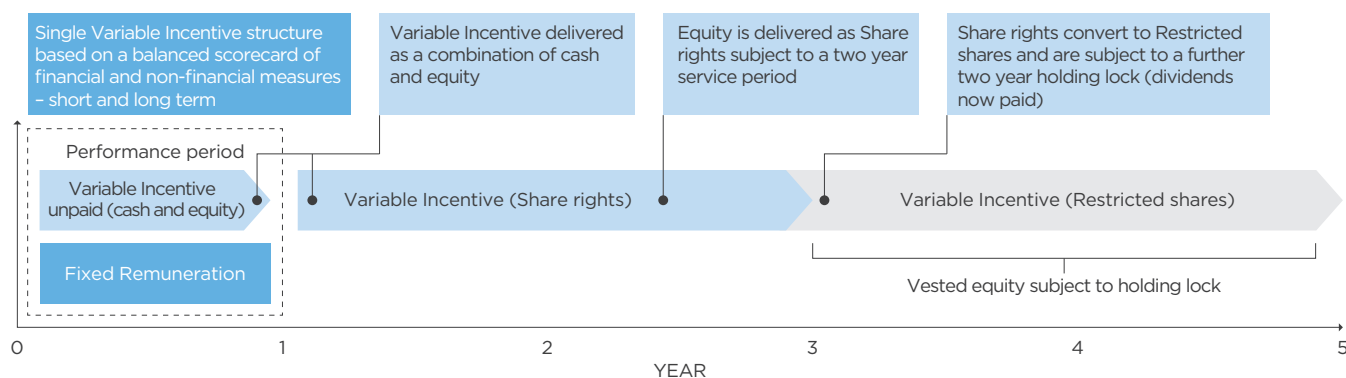 Single Variable Incentive structure
based on a balanced scorecard of
financial and non-financial measures
– short and long term
Variable Incentive delivered
as a combination of cash
and equity
Equity is delivered as Share
rights subject to a two year
service period
Share rights convert to Restricted
shares and are subject to a further
two year holding lock (dividends
now paid)
Performance period
Variable Incentive
unpaid (cash and equity)
Variable Incentive (Share rights)
Variable Incentive (Restricted shares)
Fixed Remuneration
Vested equity subject to holding lock
0 1 2 3 4 5
YEAR